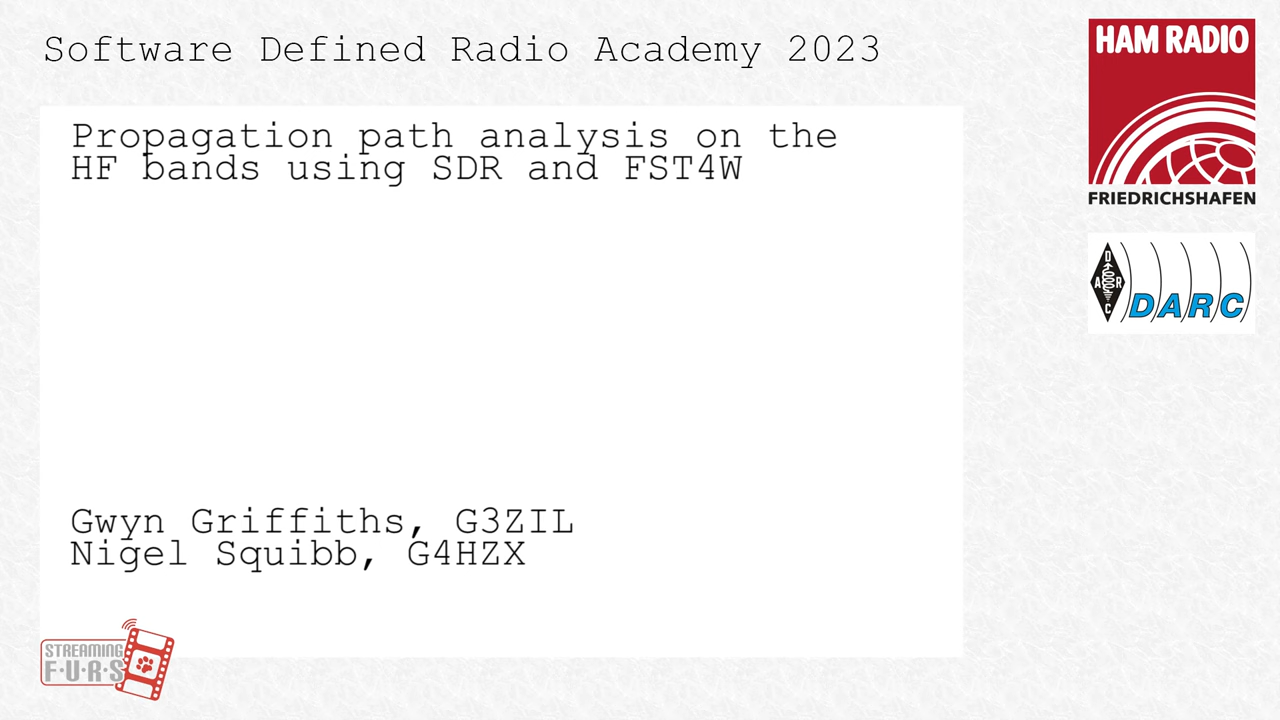 Software Defined Radio Academy 2023
HAM RADIO
FRIEDRICHSHAFEN
Propagation path analysis on the
HF bands using SDR and FST4W
D
A R
C
DARC
Gwyn Griffiths, G3ZIL
Nigel Squibb, G4HZX
STREAMING
F·U·R·S